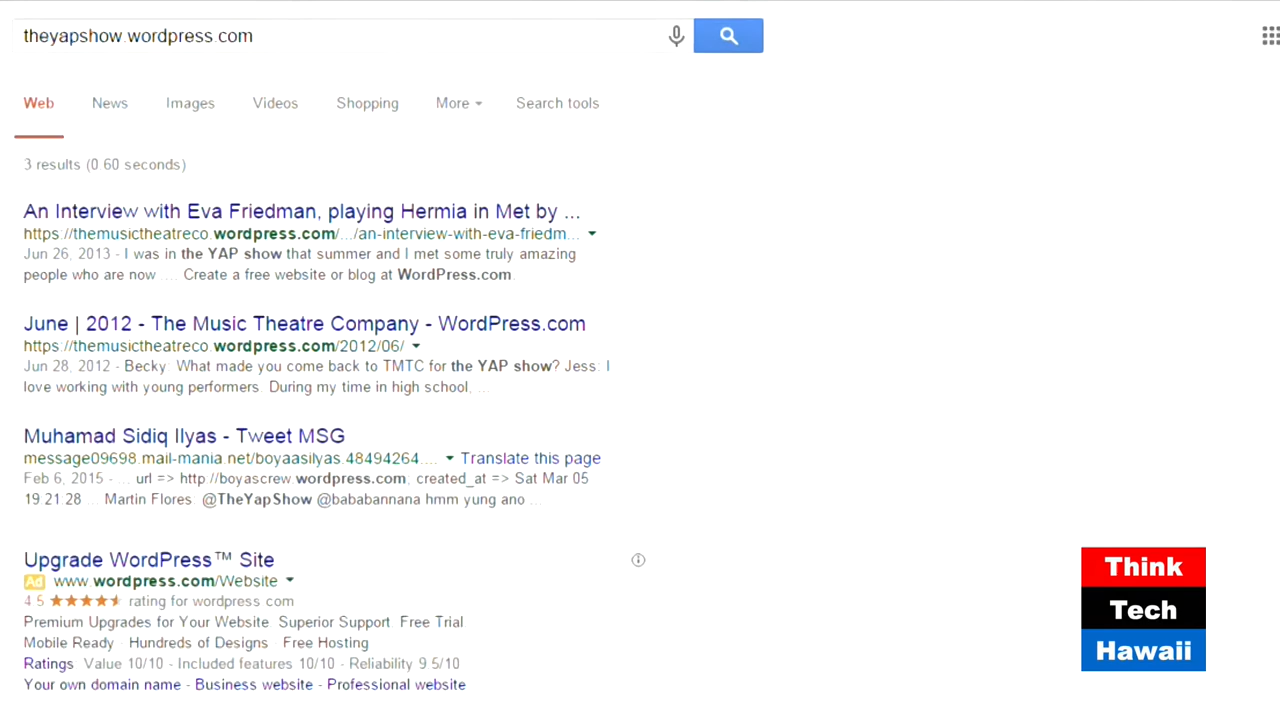 theyapshow.wordpress.com
Web News Images Videos Shopping More Search tools
3 results (0 60 seconds)
An Interview with Eva Friedman, playing Hermia in Met by ...
https://themusictheatreco.wordpress.com/.../an-interview-with-eva-friedm...
Jun 26, 2013 - I was in the YAP show that summer and I met some truly amazing
people who are now .... Create a free website or blog at WordPress.com.
June | 2012 - The Music Theatre Company - WordPress.com
https://themusictheatreco.wordpress.com/2012/06/
Jun 28, 2012 - Becky: What made you come back to TMTC for the YAP show? Jess: I
love working with young performers. During my time in high school, ...
Muhamad Sidiq Ilyas - Tweet MSG
message09698.mail-mania.net/boyaasilyas.48494264.... Translate this page
Feb 6, 2015 - ... url => http://boyascrew.wordpress.com; created_at => Sat Mar 05
19:21:28 ... Martin Flores @TheYapShow @bababannana hmm yung ano ...
Upgrade WordPress™ Site
Ad www.wordpress.com/Website
4.5 ★★★★★ rating for wordpress.com
Premium Upgrades for Your Website. Superior Support. Free Trial
Mobile Ready · Hundreds of Designs · Free Hosting
Ratings: Value 10/10 - Included features 10/10 - Reliability 9.5/10
Your own domain name - Business website - Professional website
Think
Tech
Hawaii